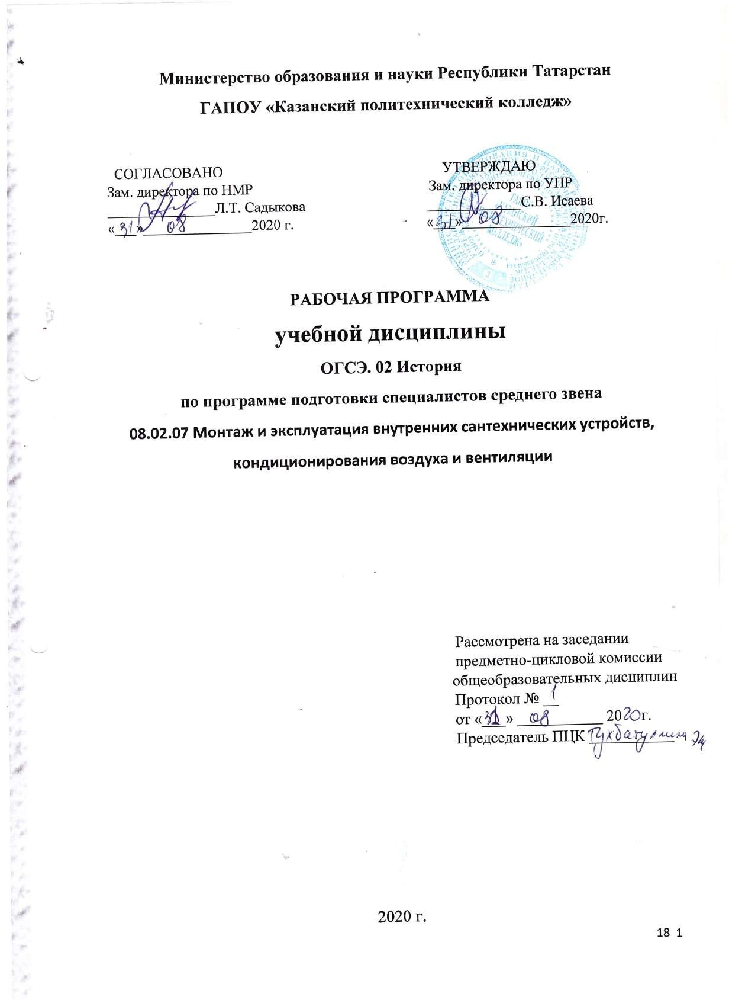 Министерство образования и науки Республики Татарстан
ГАПОУ «Казанский политехнический колледж»
СОГЛАСОВАНО
Зам. директора по НМР
Л.Т. Садыкова
«31» 08 2020 г.
УТВЕРЖДАЮ
Зам. директора по УПР
С.В. Исаева
«31» 08 2020г.
РАБОЧАЯ ПРОГРАММА
учебной дисциплины
ОГСЭ. 02 История
по программе подготовки специалистов среднего звена
08.02.07 Монтаж и эксплуатация внутренних сантехнических устройств,
кондиционирования воздуха и вентиляции
Рассмотрена на заседании
предметно-цикловой комиссии
общеобразовательных дисциплин
Протокол № 1
от «31» 08 2020г.
Председатель ПЦК
2020 г.
18 1